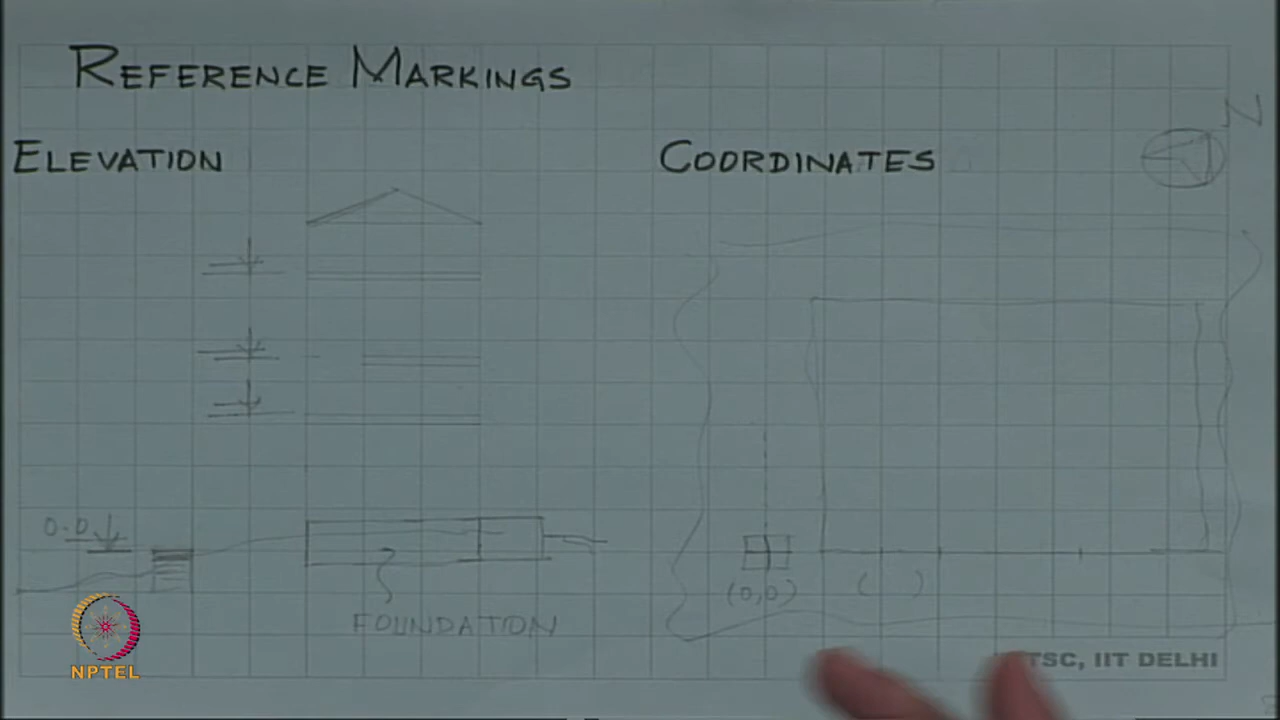 REFERENCE MARKINGS
ELEVATION
COORDINATES
N
0.0
(0,0)
( )
FOUNDATION
NPTEL
TSC, IIT DELHI